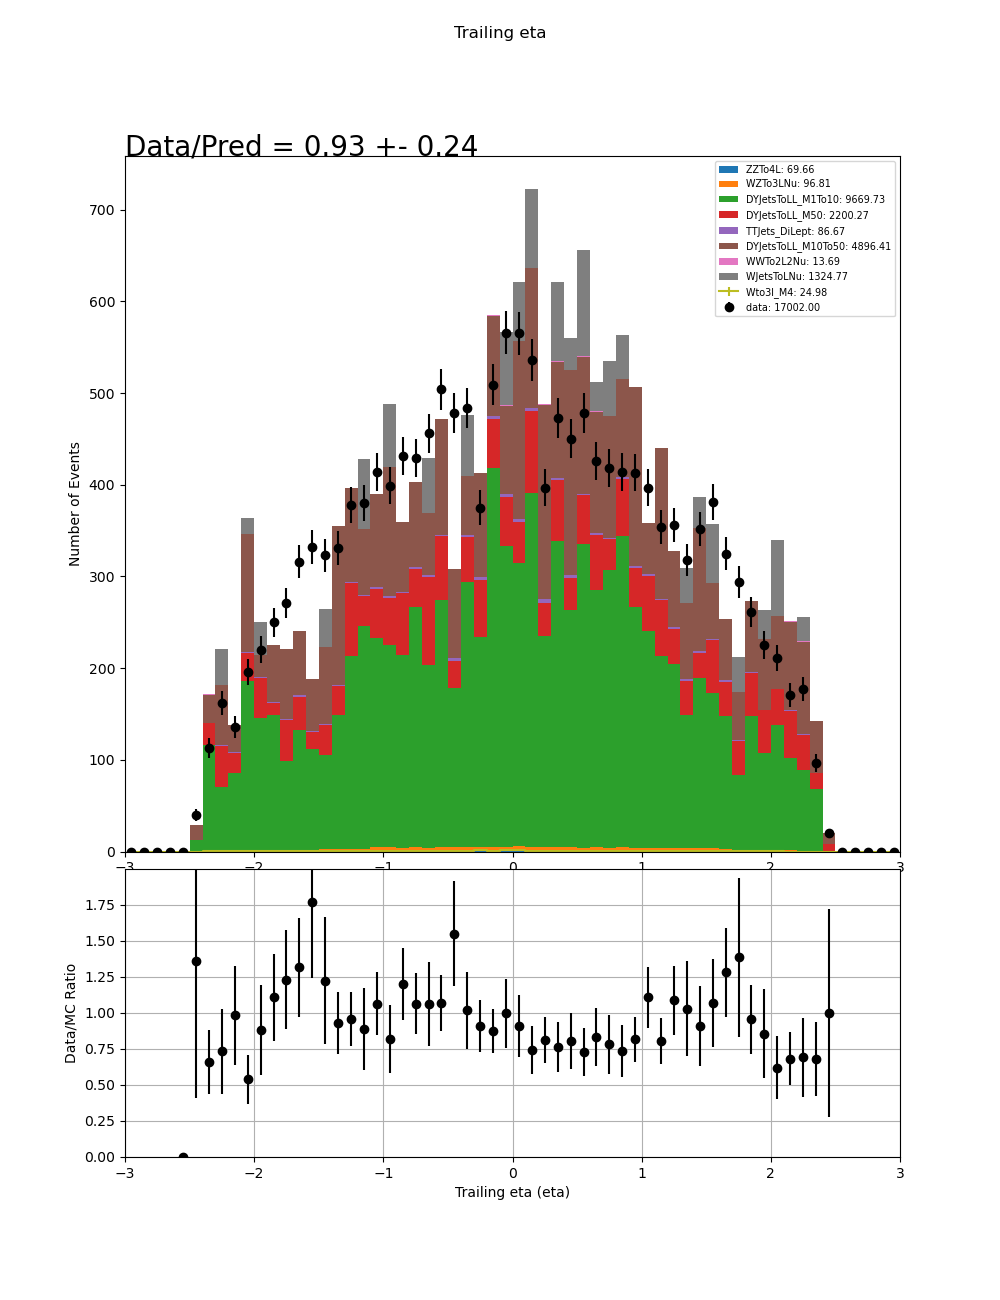 Trailing eta
Data/Pred = 0.93 +- 0.24
ZZTo4L: 69.66
WZTo3LNu: 96.81
DYJetsToLL_M1To10: 9669.73
DYJetsToLL_M50: 2200.27
TTJets_DiLept: 86.67
DYJetsToLL_M10To50: 4896.41
WWTo2L2Nu: 13.69
WJetsToLNu: 1324.77
Wto3l_M4: 24.98
data: 17002.00
Number of Events
700
600
500
400
300
200
100
0
−3 −2 −1 0 1 2 3
Data/MC Ratio
1.75
1.50
1.25
1.00
0.75
0.50
0.25
0.00
−3 −2 −1 0 1 2 3
Trailing eta (eta)